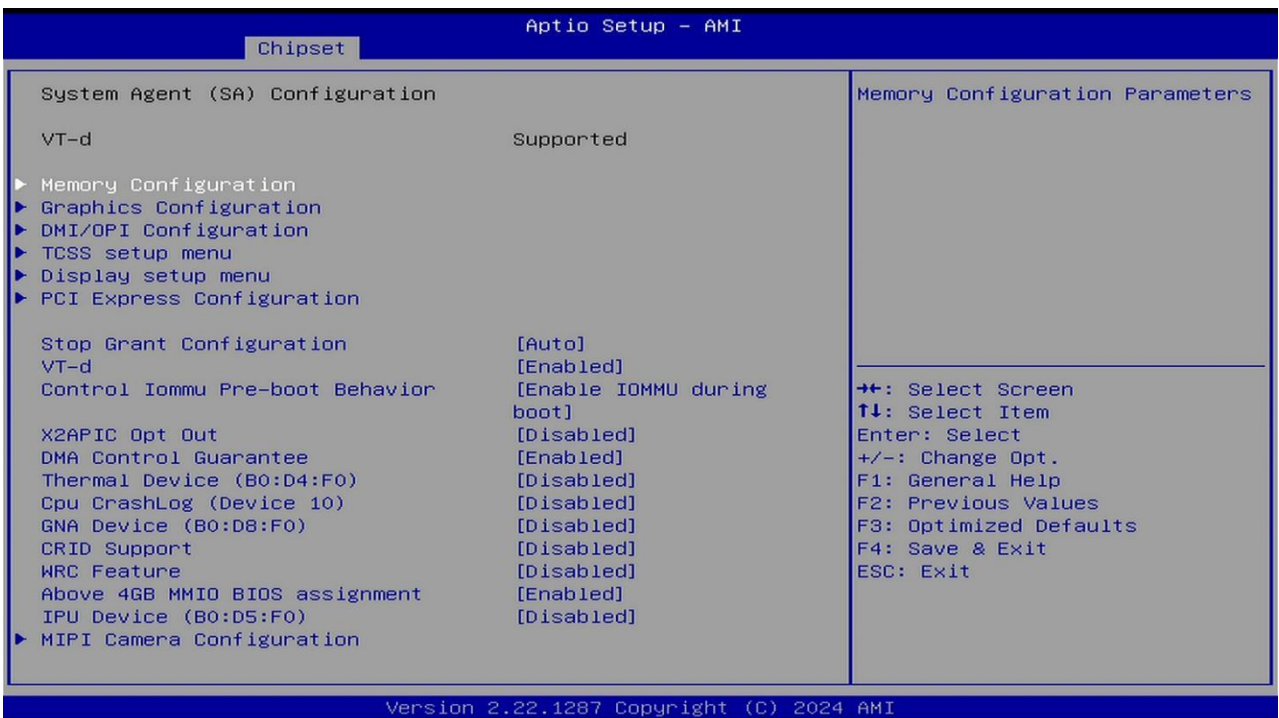 Aptio Setup – AMI
Chipset
System Agent (SA) Configuration
VT-d Supported
Memory Configuration
Graphics Configuration
DMI/OPI Configuration
TCSS setup menu
Display setup menu
PCI Express Configuration
Stop Grant Configuration [Auto]
VT-d [Enabled]
Control Iommu Pre-boot Behavior [Enable IOMMU during
boot]
X2APIC Opt Out [Disabled]
DMA Control Guarantee [Enabled]
Thermal Device (B0:D4:F0) [Disabled]
Cpu CrashLog (Device 10) [Disabled]
GNA Device (B0:D8:F0) [Disabled]
CRID Support [Disabled]
WRC Feature [Disabled]
Above 4GB MMIO BIOS assignment [Enabled]
IPU Device (B0:D5:F0) [Disabled]
MIPI Camera Configuration
Memory Configuration Parameters
→←: Select Screen
↑↓: Select Item
Enter: Select
+/-: Change Opt.
F1: General Help
F2: Previous Values
F3: Optimized Defaults
F4: Save & Exit
ESC: Exit
Version 2.22.1287 Copyright (C) 2024 AMI